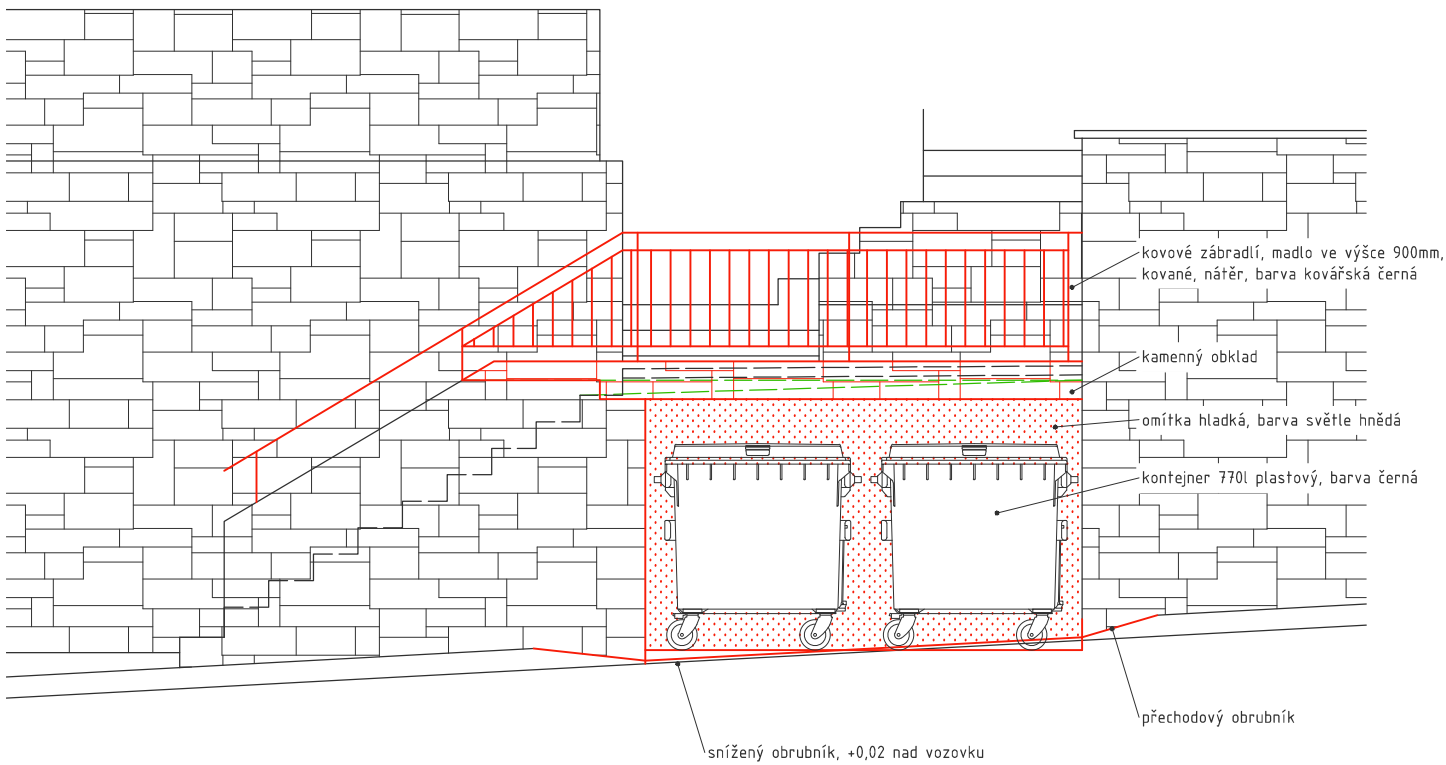 kovové zábradlí, madlo ve výšce 900mm,
kované, nátěr, barva kovářská černá
kamenný obklad
omítka hladká, barva světle hnědá
kontejner 770l plastový, barva černá
přechodový obrubník
snížený obrubník, +0,02 nad vozovku